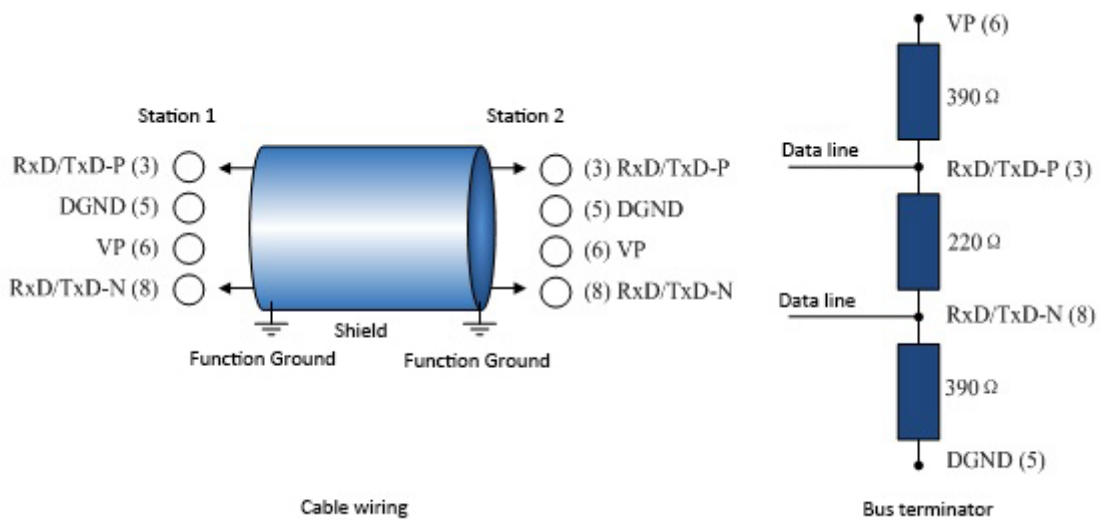 Station 1
RxD/TxD-P (3)
DGND (5)
VP (6)
RxD/TxD-N (8)
Station 2
(3) RxD/TxD-P
(5) DGND
(6) VP
(8) RxD/TxD-N
Shield
Function Ground
Function Ground
Cable wiring
VP (6)
390 Ω
Data line
RxD/TxD-P (3)
220 Ω
Data line
RxD/TxD-N (8)
390 Ω
DGND (5)
Bus terminator